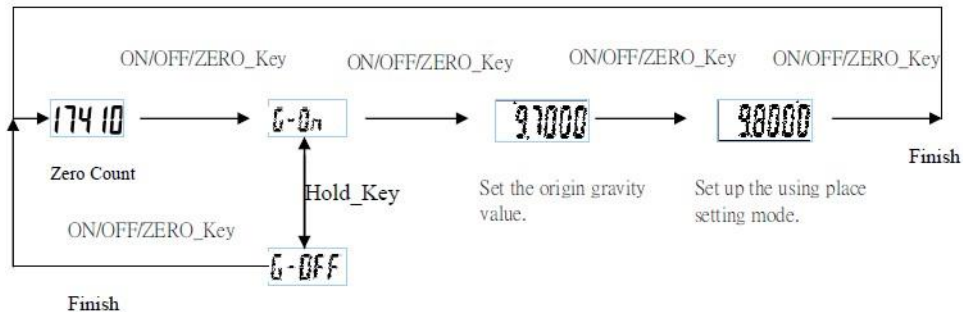 ON/OFF/ZERO_Key
ON/OFF/ZERO_Key
ON/OFF/ZERO_Key
ON/OFF/ZERO_Key
17410
G-On
9.7000
9.8000
Zero Count
Finish
Hold_Key
Set the origin gravity
value.
Set up the using place
setting mode.
ON/OFF/ZERO_Key
G-OFF
Finish